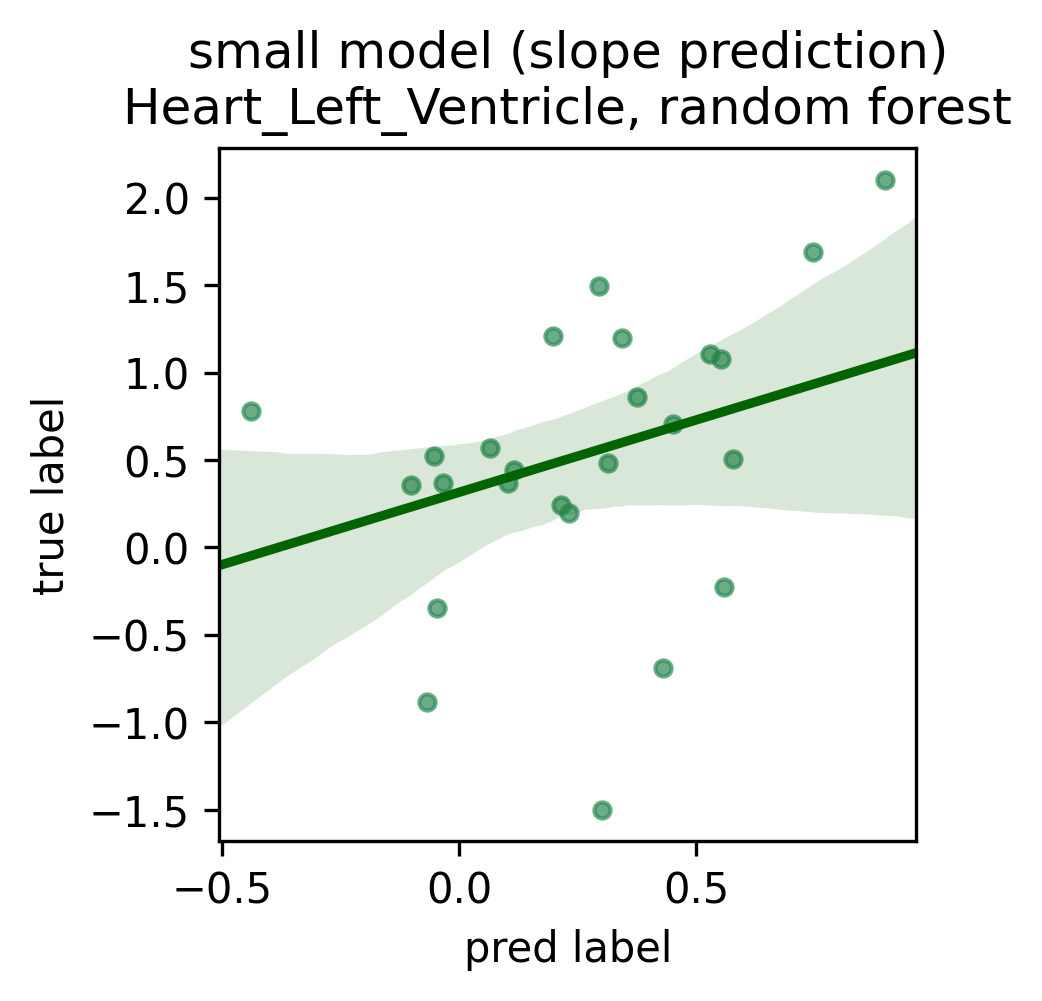 small model (slope prediction)
Heart_Left_Ventricle, random forest
2.0
1.5
1.0
0.5
0.0
−0.5
−1.0
−1.5
true label
−0.5
0.0
0.5
pred label